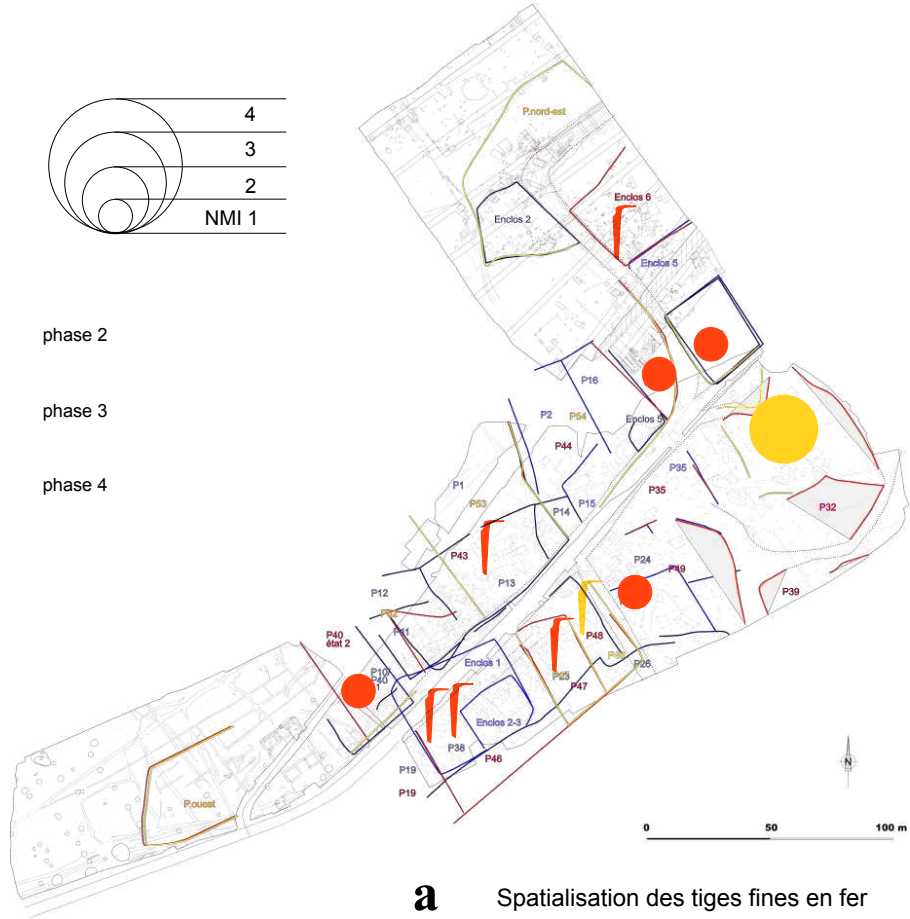 4
3
2
NMI 1
phase 2
phase 3
phase 4
P.nord-est
Enclos 6
Enclos 2
Enclos 5
P16
P2
P54
Enclos 5
P44
P35
P1
P35
P53
P14
P15
P32
P43
P24
P13
P49
P12
P39
P11
P48
P40
état 2
P26
Enclos 1
P23
P10/
P40
1
P47
Enclos 2-3
P38
P46
P19
P19
P.ouest
N
0
50
100 m
a
Spatialisation des tiges fines en fer